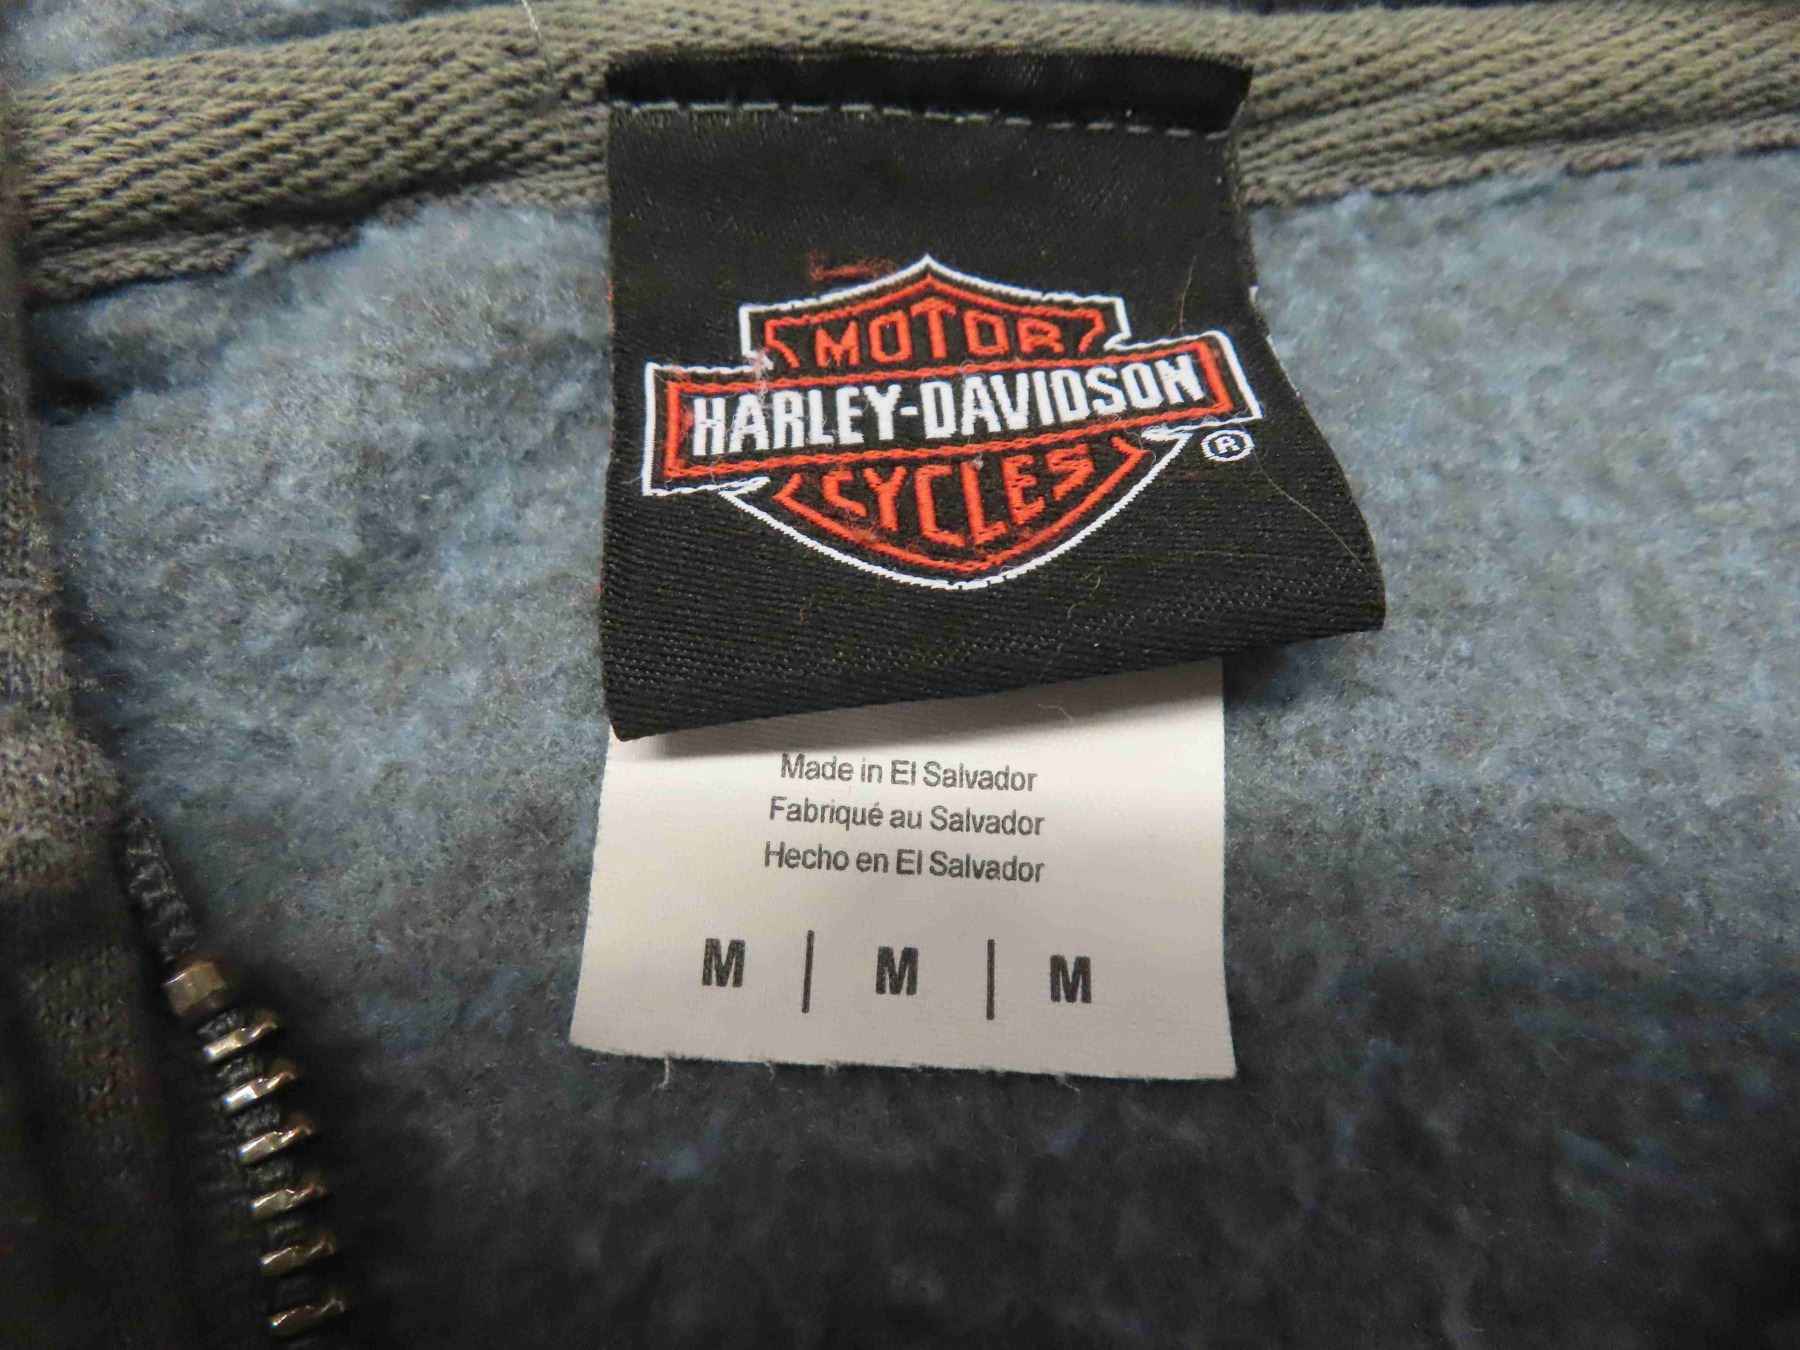 MOTOR
HARLEY-DAVIDSON
CYCLES
®
Made in El Salvador
Fabriqué au Salvador
Hecho en El Salvador
M | M | M